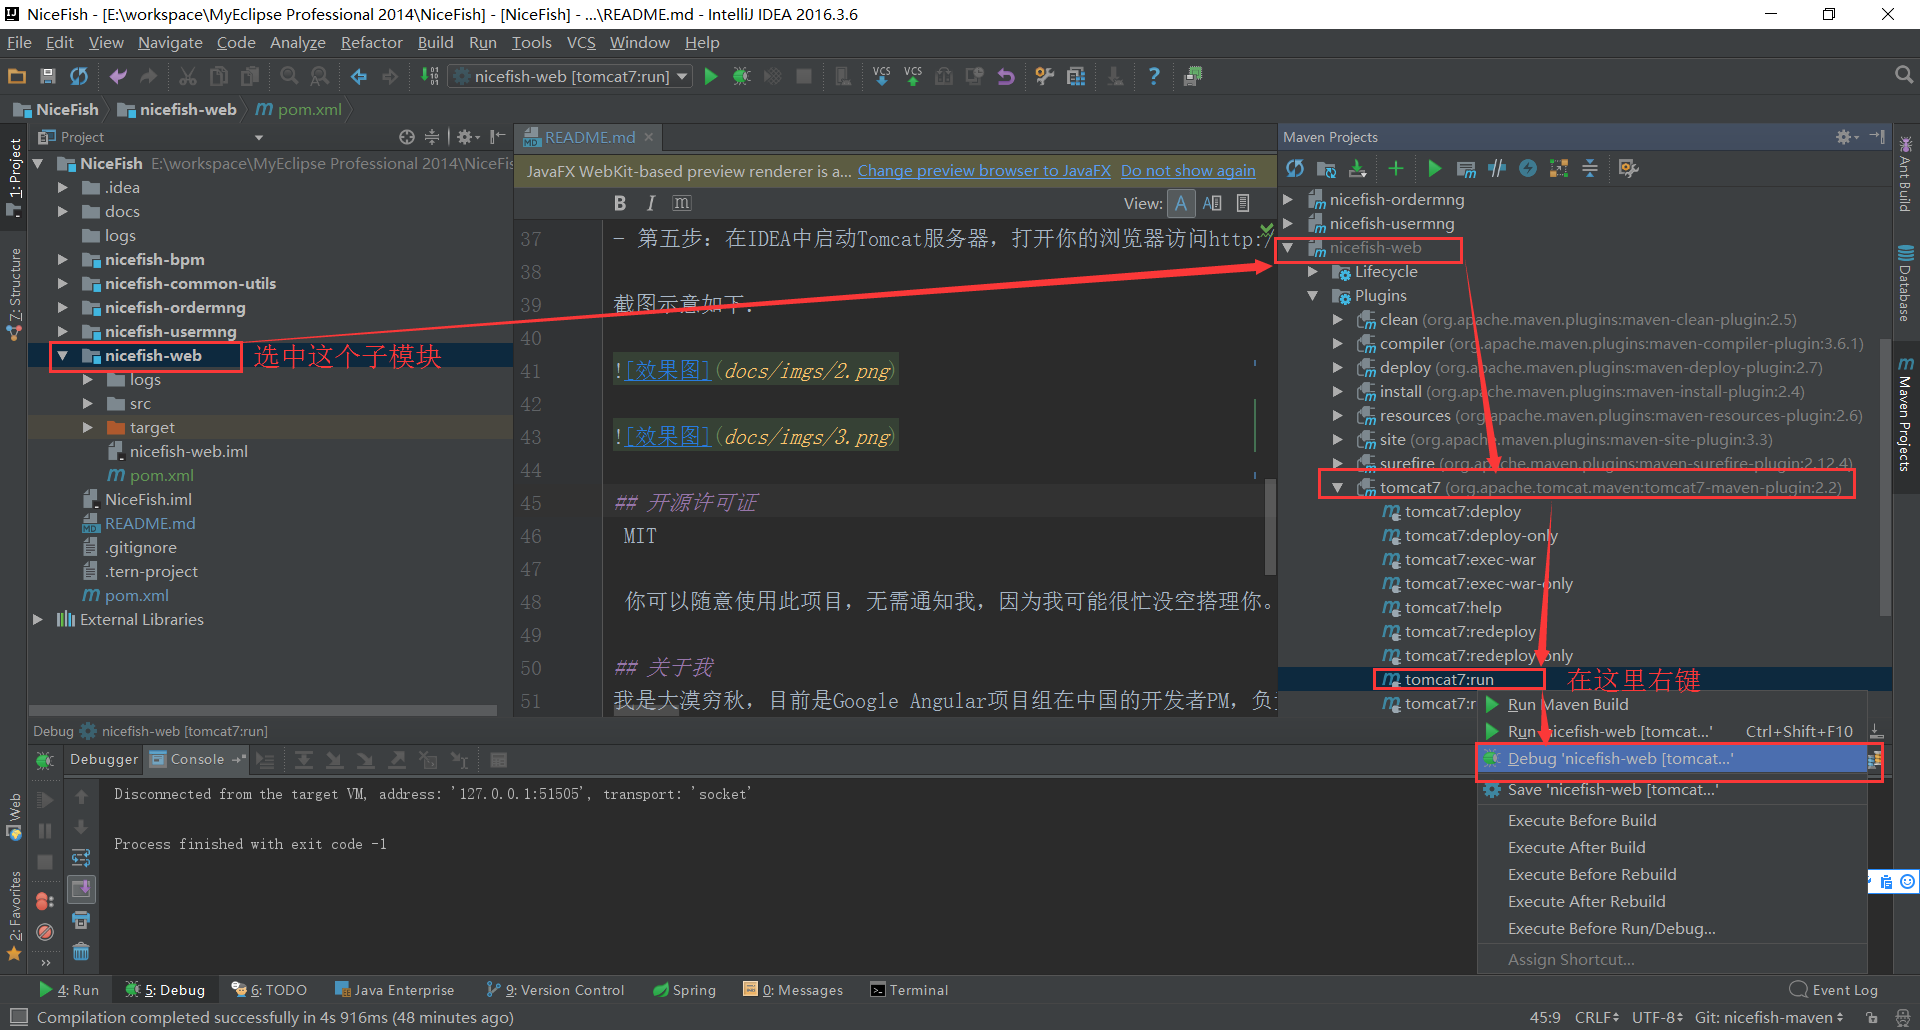 NiceFish - [E:\workspace\MyEclipse Professional 2014\NiceFish] - [NiceFish] - ...\README.md - IntelliJ IDEA 2016.3.6
File Edit View Navigate Code Analyze Refactor Build Run Tools VCS Window Help
nicefish-web [tomcat7:run]
VCS VCS
NiceFish nicefish-web pom.xml
1: Project
7: Structure
Web
2: Favorites
Project
NiceFish E:\workspace\MyEclipse Professional 2014\NiceFis
.idea
docs
logs
nicefish-bpm
nicefish-common-utils
nicefish-ordermng
nicefish-usermng
nicefish-web 选中这个子模块
logs
src
target
nicefish-web.iml
pom.xml
NiceFish.iml
README.md
.gitignore
.tern-project
pom.xml
External Libraries
README.md
JavaFX WebKit-based preview renderer is a... Change preview browser to JavaFX Do not show again
B I m View: A A
37 - 第五步：在IDEA中启动Tomcat服务器，打开你的浏览器访问http:/
38
39 截图示意如下：
40
41 ![效果图](docs/imgs/2.png)
42
43 ![效果图](docs/imgs/3.png)
44
45 ## 开源许可证
46 MIT
47
48 你可以随意使用此项目，无需通知我，因为我可能很忙没空搭理你。
49
50 ## 关于我
51 我是大漠穷秋，目前是Google Angular项目组在中国的开发者PM，负
Maven Projects
nicefish-ordermng
nicefish-usermng
nicefish-web
Lifecycle
Plugins
clean (org.apache.maven.plugins:maven-clean-plugin:2.5)
compiler (org.apache.maven.plugins:maven-compiler-plugin:3.6.1)
deploy (org.apache.maven.plugins:maven-deploy-plugin:2.7)
install (org.apache.maven.plugins:maven-install-plugin:2.4)
resources (org.apache.maven.plugins:maven-resources-plugin:2.6)
site (org.apache.maven.plugins:maven-site-plugin:3.3)
surefire (org.apache.maven.plugins:maven-surefire-plugin:2.12.4)
tomcat7 (org.apache.tomcat.maven:tomcat7-maven-plugin:2.2)
tomcat7:deploy
tomcat7:deploy-only
tomcat7:exec-war
tomcat7:exec-war-only
tomcat7:help
tomcat7:redeploy
tomcat7:redeploy-only
tomcat7:run 在这里右键
tomcat7:r
Run Maven Build
Run 'nicefish-web [tomcat...' Ctrl+Shift+F10
Debug 'nicefish-web [tomcat...'
Save 'nicefish-web [tomcat...'
Execute Before Build
Execute After Build
Execute Before Rebuild
Execute After Rebuild
Execute Before Run/Debug...
Assign Shortcut...
Ant Build
Database
Maven Projects
Debug nicefish-web [tomcat7:run]
Debugger Console
Disconnected from the target VM, address: '127.0.0.1:51505', transport: 'socket'
Process finished with exit code -1
4: Run 5: Debug 6: TODO Java Enterprise 9: Version Control Spring 0: Messages Terminal Event Log
Compilation completed successfully in 4s 916ms (48 minutes ago) 45:9 CRLF UTF-8 Git: nicefish-maven